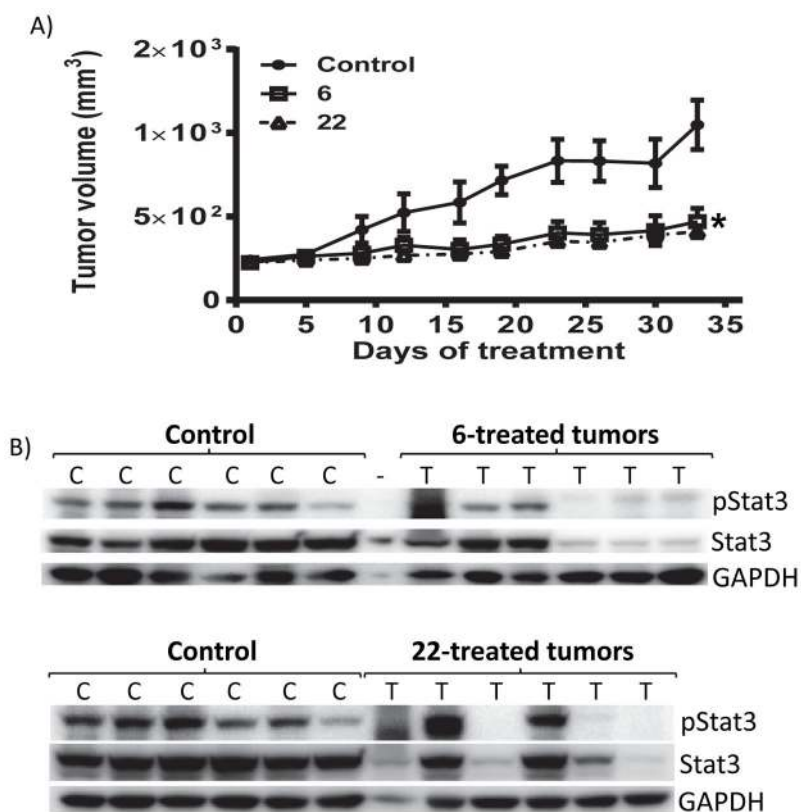 A)
Tumor volume (mm³)
2×10³
1×10³
5×10²
0
Control
6
22
*
0 5 10 15 20 25 30 35
Days of treatment
B)
Control 6-treated tumors
C C C C C C - T T T T T T
pStat3
Stat3
GAPDH
Control 22-treated tumors
C C C C C C T T T T T T
pStat3
Stat3
GAPDH